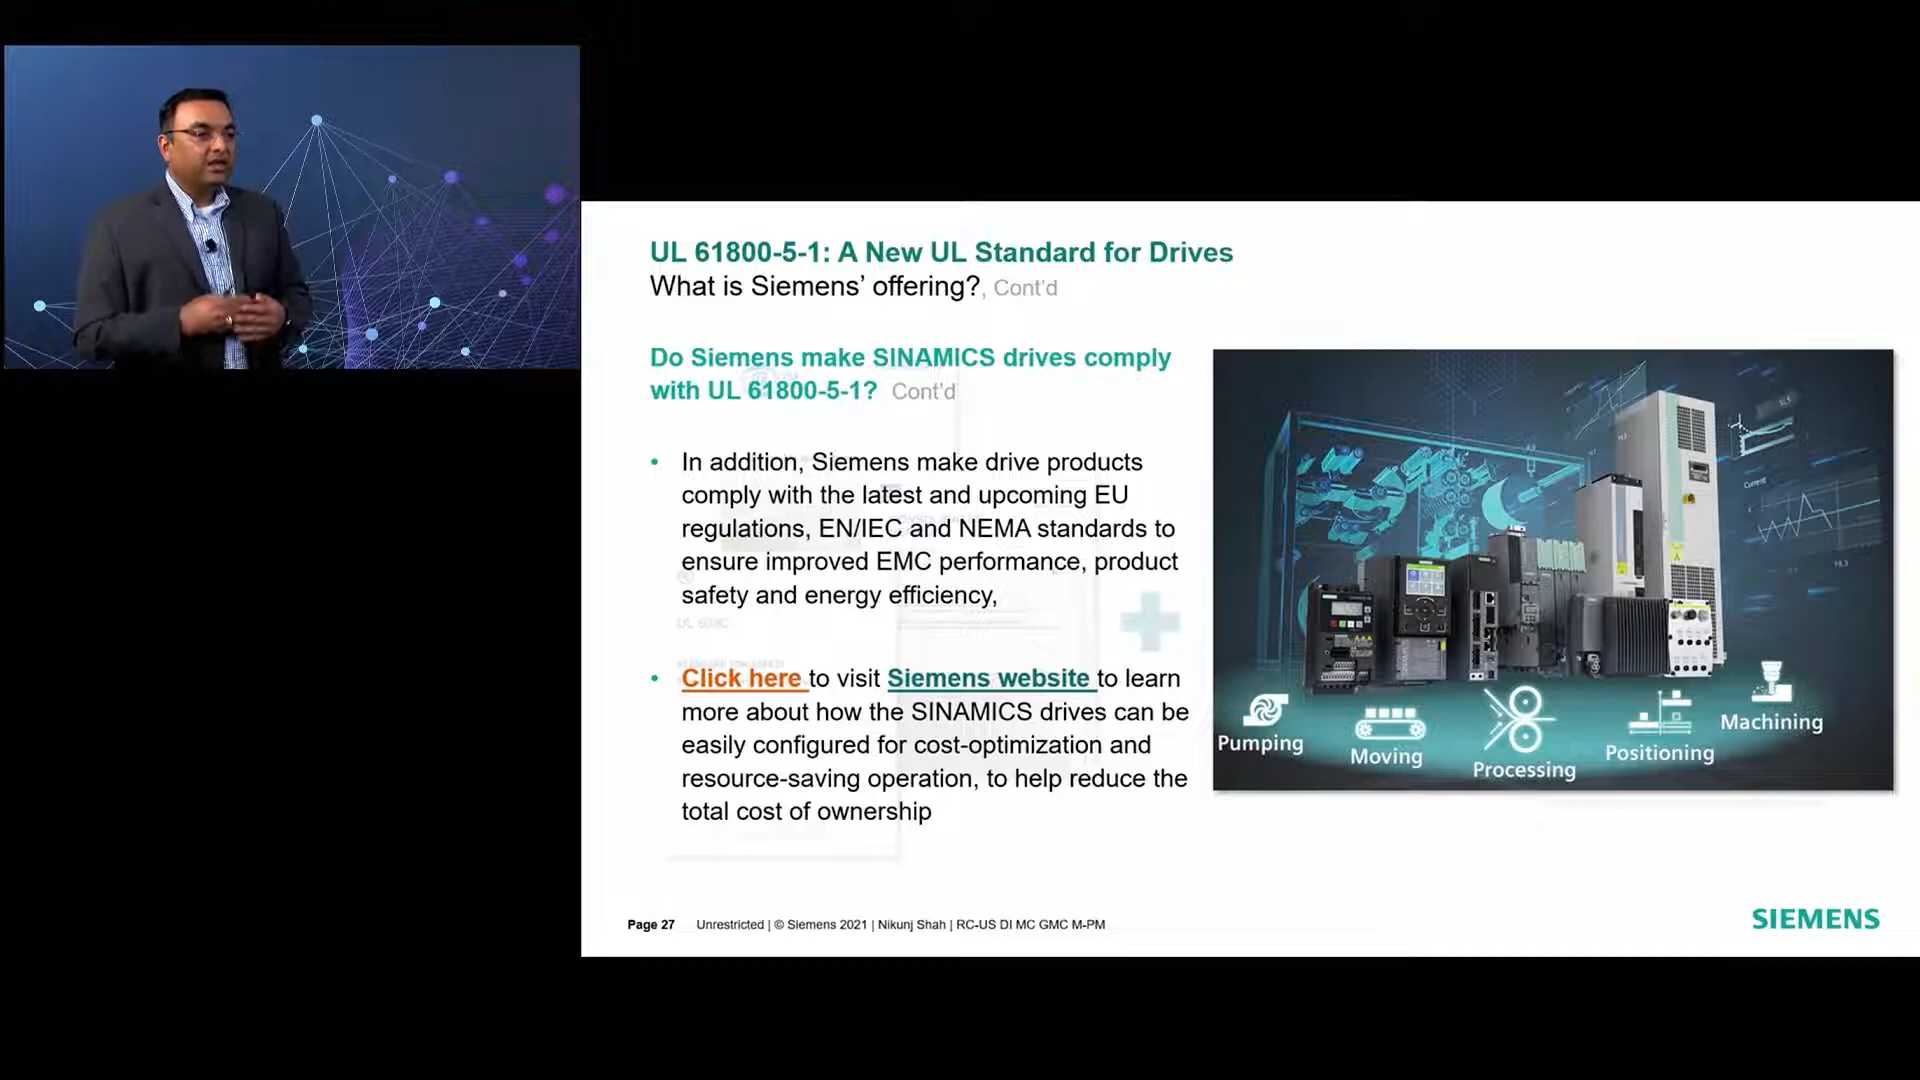 UL 61800-5-1: A New UL Standard for Drives
What is Siemens’ offering?, Cont’d
Do Siemens make SINAMICS drives comply
with UL 61800-5-1? Cont'd
• In addition, Siemens make drive products
comply with the latest and upcoming EU
regulations, EN/IEC and NEMA standards to
ensure improved EMC performance, product
safety and energy efficiency,
• Click here to visit Siemens website to learn
more about how the SINAMICS drives can be
easily configured for cost-optimization and
resource-saving operation, to help reduce the
total cost of ownership
Current
Pumping
Moving
Processing
Positioning
Machining
Page 27 Unrestricted | © Siemens 2021 | Nikunj Shah | RC-US DI MC GMC M-PM
SIEMENS